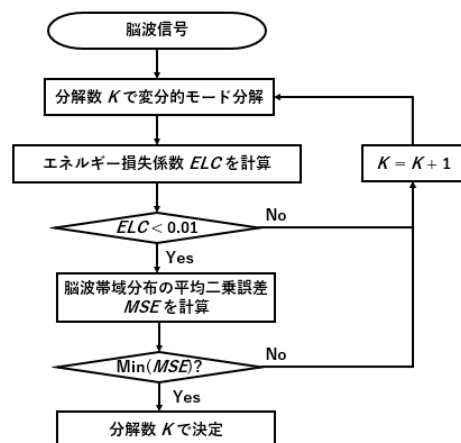 脳波信号
分解数 K で変分的モード分解
エネルギー損失係数 ELC を計算
K = K + 1
ELC < 0.01
No
Yes
脳波帯域分布の平均二乗誤差
MSE を計算
Min(MSE)?
No
Yes
分解数 K で決定